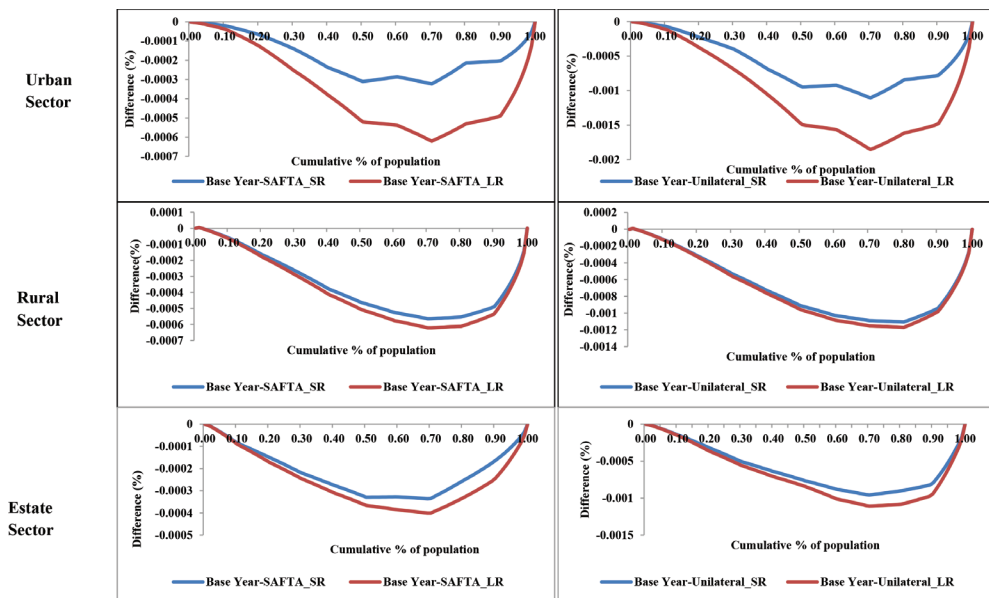 Urban
Sector
Difference (%)
0
-0.0001
-0.0002
-0.0003
-0.0004
-0.0005
-0.0006
-0.0007
0.00 0.10 0.20 0.30 0.40 0.50 0.60 0.70 0.80 0.90 1.00
Cumulative % of population
Base Year-SAFTA_SR Base Year-SAFTA_LR
Difference(%)
0
-0.0005
-0.001
-0.0015
-0.002
0.00 0.10 0.20 0.30 0.40 0.50 0.60 0.70 0.80 0.90 1.00
Cumulative % of population
Base Year-Unilateral_SR Base Year-Unilateral_LR
Rural
Sector
Difference(%)
0.0001
0
-0.0001
-0.0002
-0.0003
-0.0004
-0.0005
-0.0006
-0.0007
0.00 0.10 0.20 0.30 0.40 0.50 0.60 0.70 0.80 0.90 1.00
Cumulative % of population
Base Year-SAFTA_SR Base Year-SAFTA_LR
Difference(%)
0.0002
0
-0.0002
-0.0004
-0.0006
-0.0008
-0.001
-0.0012
-0.0014
0.00 0.10 0.20 0.30 0.40 0.50 0.60 0.70 0.80 0.90 1.00
Cumulative % of population
Base Year-Unilateral_SR Base Year-Unilateral_LR
Estate
Sector
Difference (%)
0
-0.0001
-0.0002
-0.0003
-0.0004
-0.0005
0.00 0.10 0.20 0.30 0.40 0.50 0.60 0.70 0.80 0.90 1.00
Cumulative % of population
Base Year-SAFTA_SR Base Year-SAFTA_LR
Difference (%)
0
-0.0005
-0.001
-0.0015
0.00 0.10 0.20 0.30 0.40 0.50 0.60 0.70 0.80 0.90 1.00
Cumulative % of population
Base Year-Unilateral_SR Base Year-Unilateral_LR